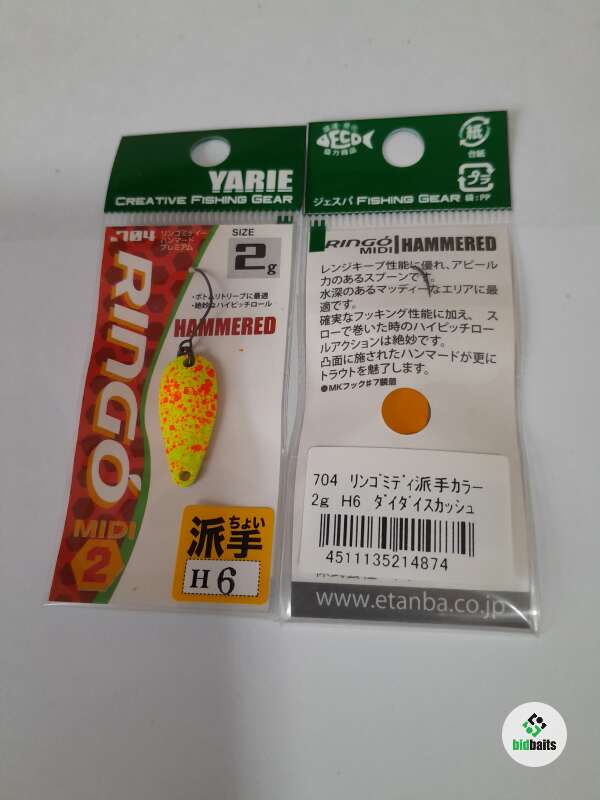 YARIE
CREATIVE FISHING GEAR
№704 リンゴミディー
ハンマード
プレミアム
SIZE
2g
・ボトムリトリーブに最適
・絶妙なハイピッチロール
HAMMERED
RINGÓ
MIDI
2
ちょい
派手
H6
DECO
協力商品
紙
台紙
プラ
袋:PP
ジェスパ FISHING GEAR
RINGÓ
MIDI
HAMMERED
レンジキープ性能に優れ、アピール
力のあるスプーンです。
水深のあるマッディーなエリアに最
適です。
確実なフッキング性能に加え、ス
ローで巻いた時のハイピッチロー
ルアクションは絶妙です。
凸面に施されたハンマードが更に
トラウトを魅了します。
●MKフック♯7装着
704 リンゴミディ派手カラー
2g H6 ダイダイスカッシュ
4511135214874
www.etanba.co.jp
bidbaits